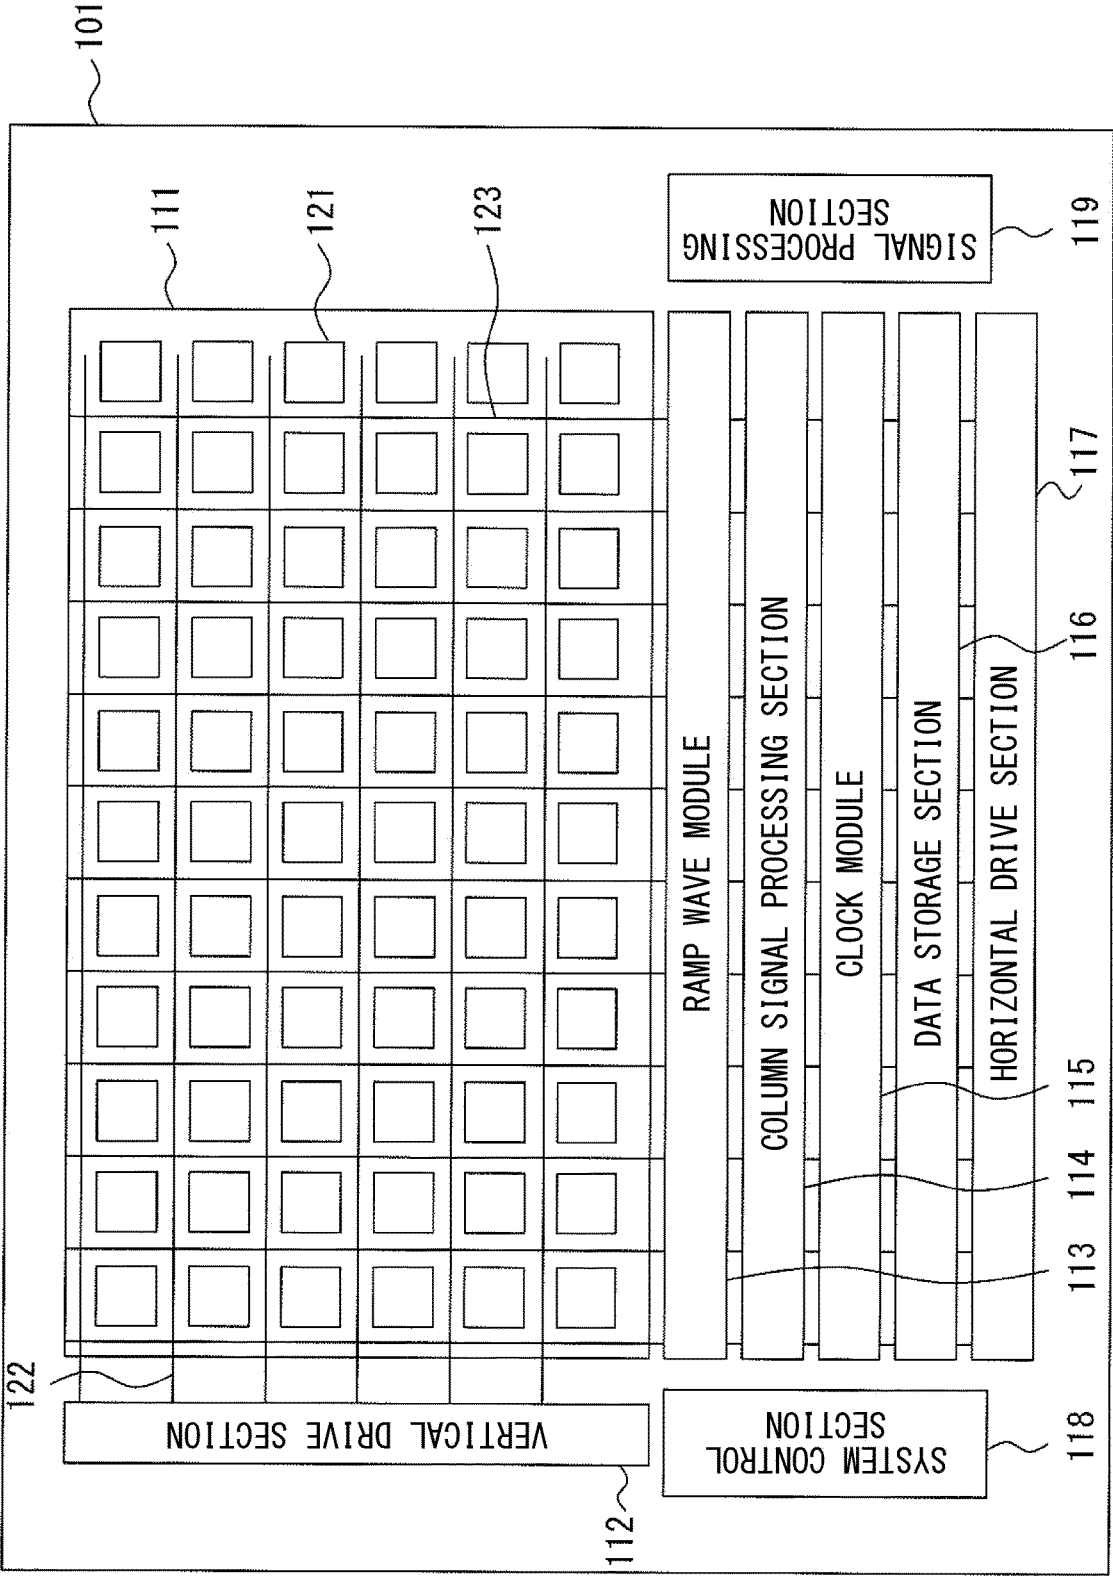 101
111
121
123
122
VERTICAL DRIVE SECTION
112
RAMP WAVE MODULE
COLUMN SIGNAL PROCESSING SECTION
CLOCK MODULE
DATA STORAGE SECTION
HORIZONTAL DRIVE SECTION
SYSTEM CONTROL
SECTION
SIGNAL PROCESSING
SECTION
118
113
114
115
116
117
119